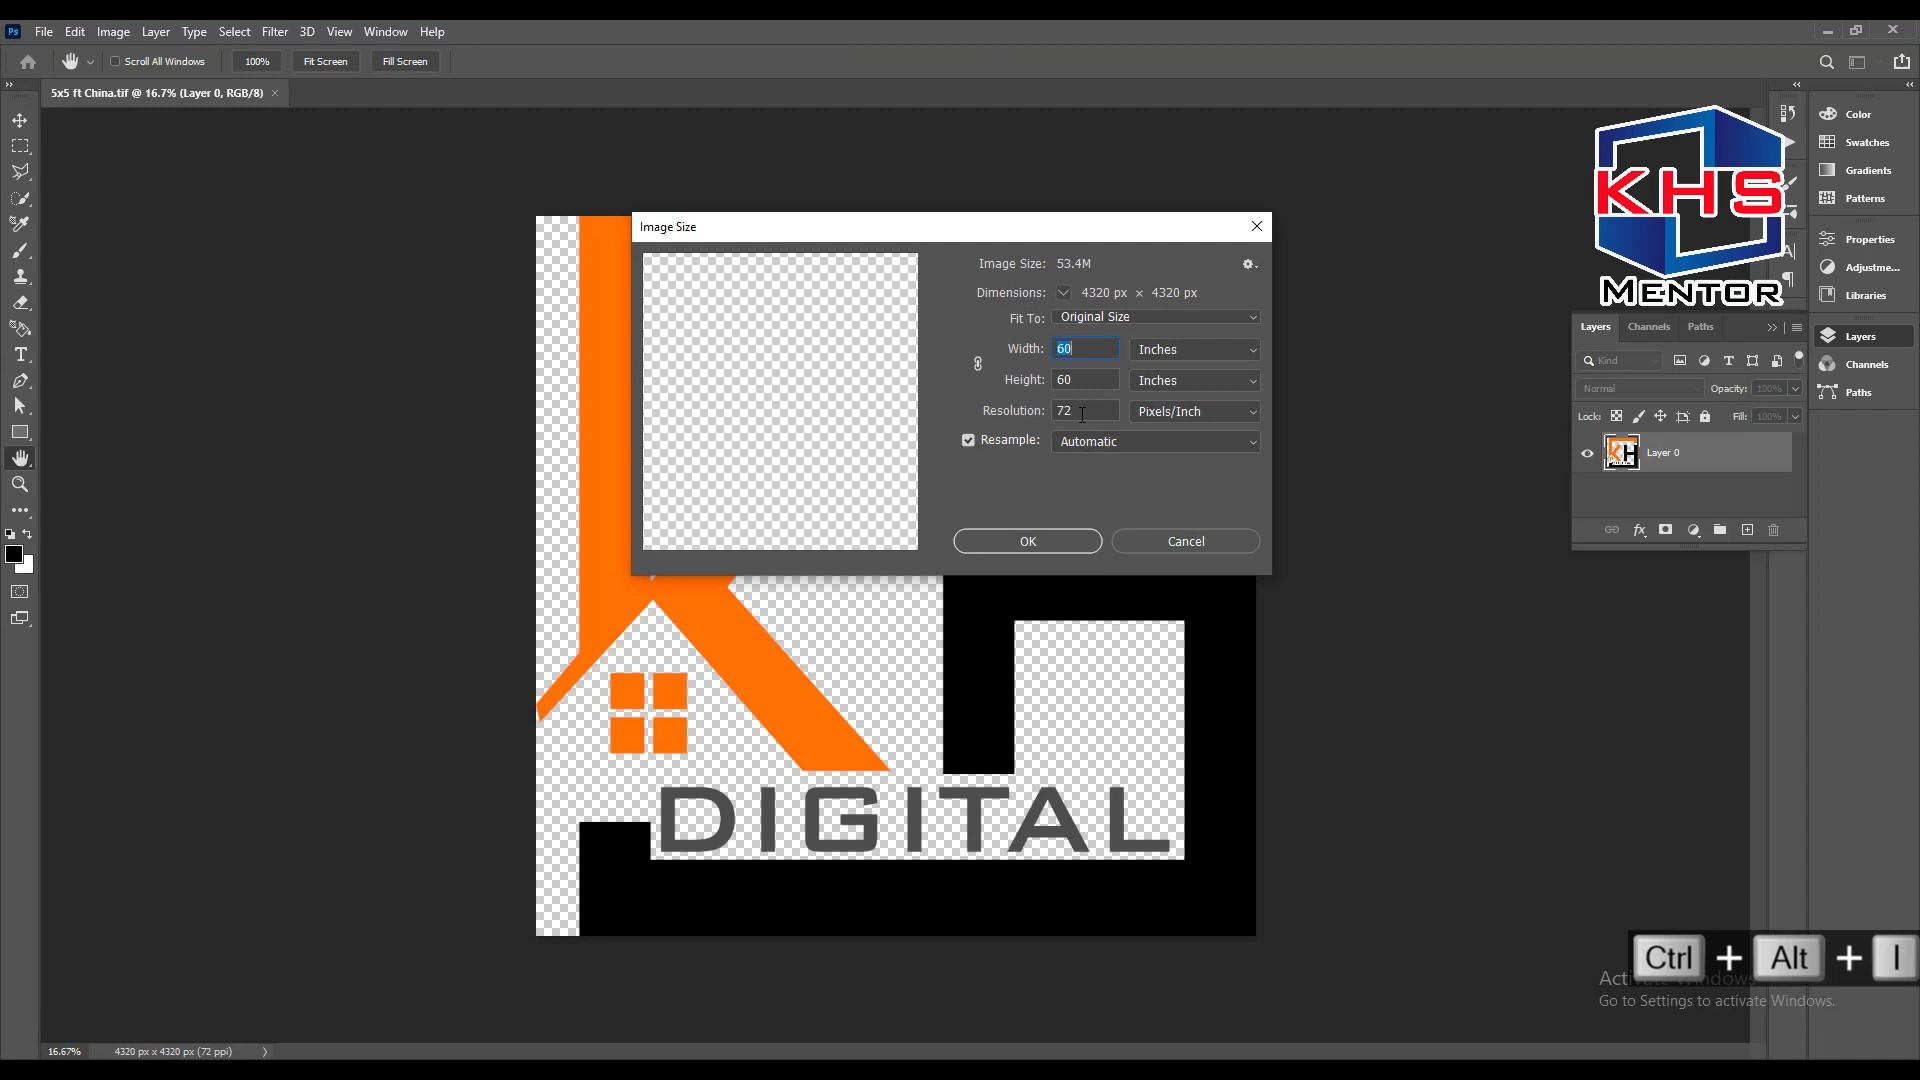 Ps File Edit Image Layer Type Select Filter 3D View Window Help
Scroll All Windows 100% Fit Screen Fill Screen
5x5 ft China.tif @ 16.7% (Layer 0, RGB/8) ×
Color
Swatches
Gradients
Patterns
Properties
Adjustme...
Libraries
Layers
Channels
Paths
KHS
MENTOR
Image Size
Image Size: 53.4M
Dimensions: 4320 px × 4320 px
Fit To: Original Size
Width: 60 Inches
Height: 60 Inches
Resolution: 72 Pixels/Inch
Resample: Automatic
OK Cancel
Layers Channels Paths
Kind
Normal Opacity: 100%
Lock: Fill: 100%
KH
Layer 0
fx
DIGITAL
Ctrl + Alt + I
Activate Windows
Go to Settings to activate Windows.
16.67% 4320 px x 4320 px (72 ppi)